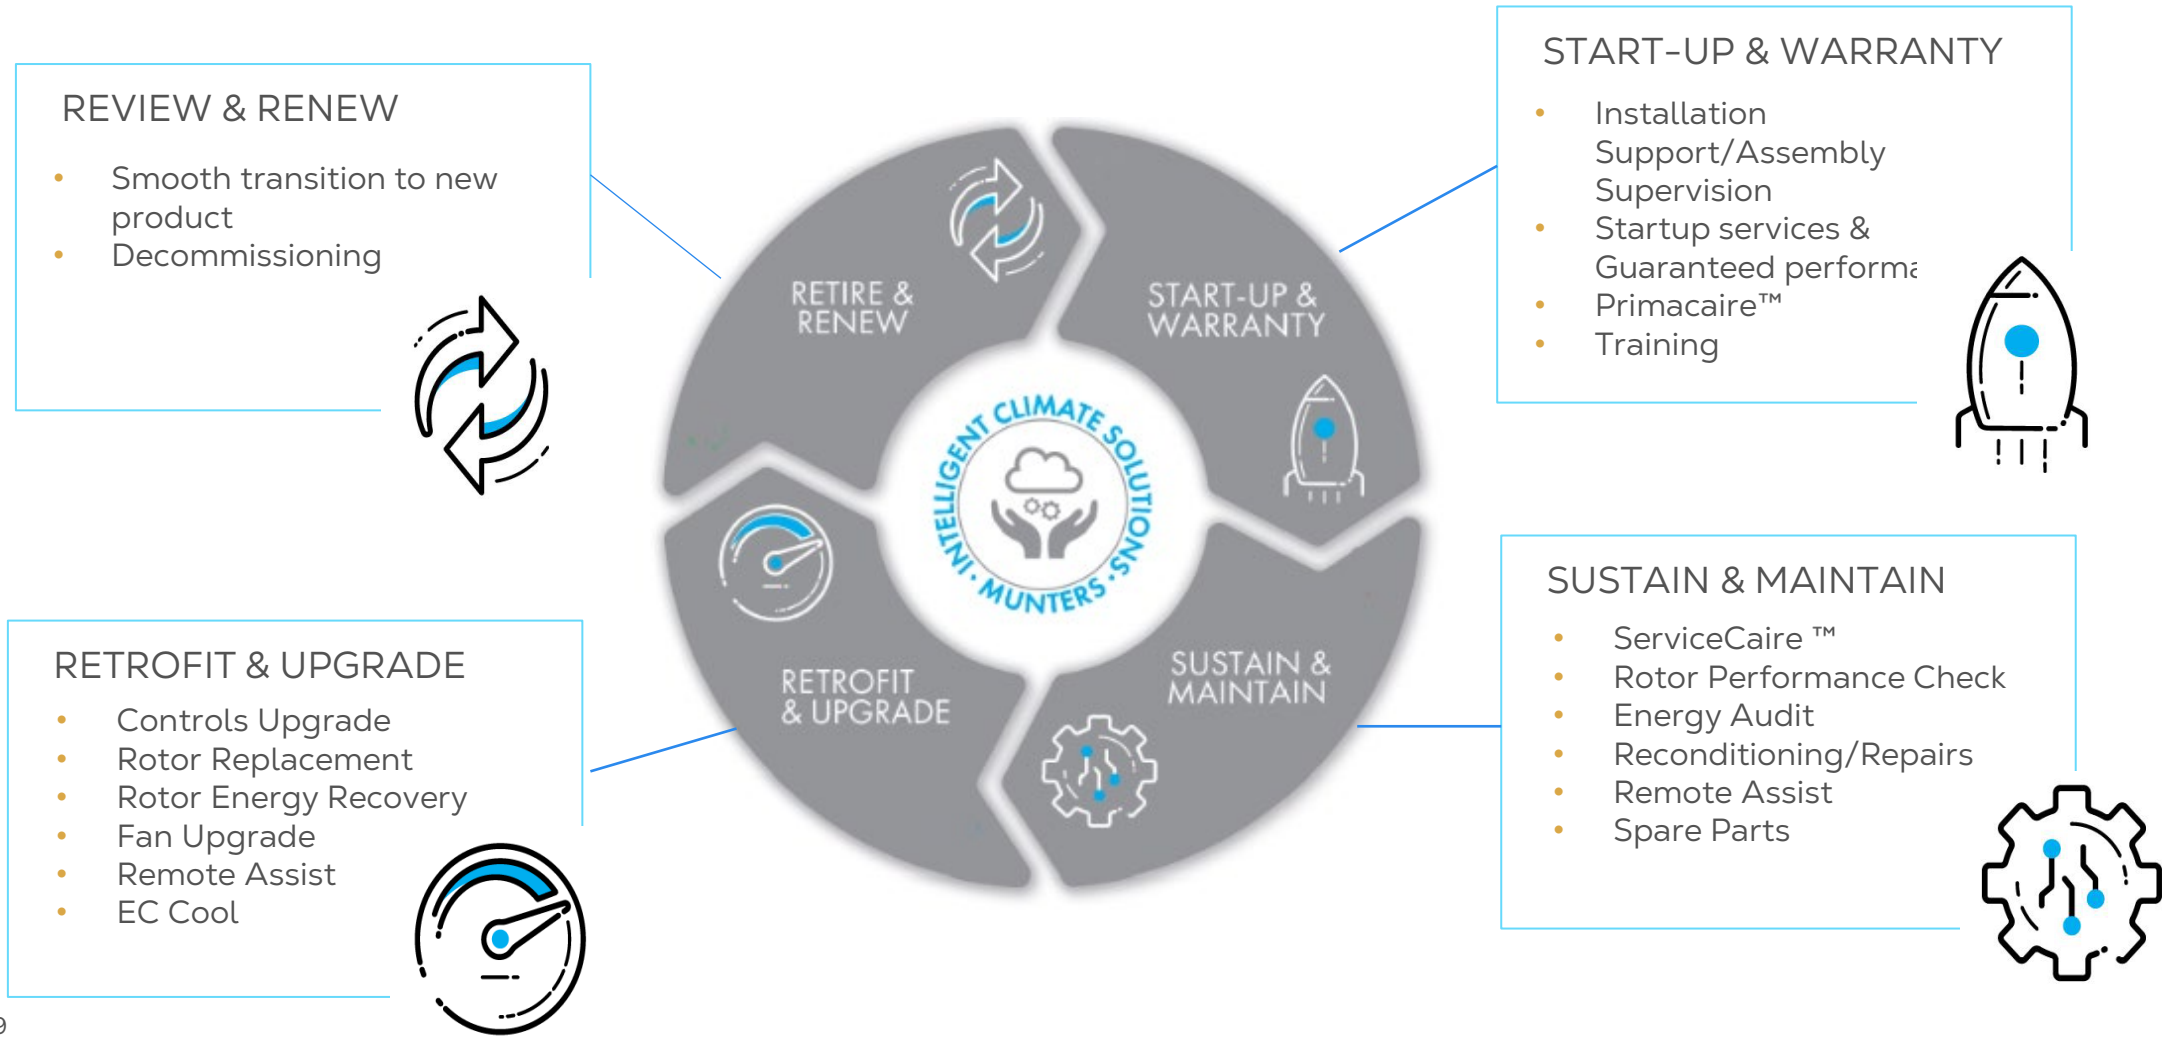 REVIEW & RENEW
• Smooth transition to new
product
• Decommissioning
START-UP & WARRANTY
• Installation
Support/Assembly
Supervision
• Startup services &
Guaranteed performa
• Primacaire™
• Training
RETIRE &
RENEW
START-UP &
WARRANTY
INTELLIGENT CLIMATE SOLUTIONS
· MUNTERS ·
RETROFIT
& UPGRADE
SUSTAIN &
MAINTAIN
RETROFIT & UPGRADE
• Controls Upgrade
• Rotor Replacement
• Rotor Energy Recovery
• Fan Upgrade
• Remote Assist
• EC Cool
SUSTAIN & MAINTAIN
• ServiceCaire ™
• Rotor Performance Check
• Energy Audit
• Reconditioning/Repairs
• Remote Assist
• Spare Parts
9